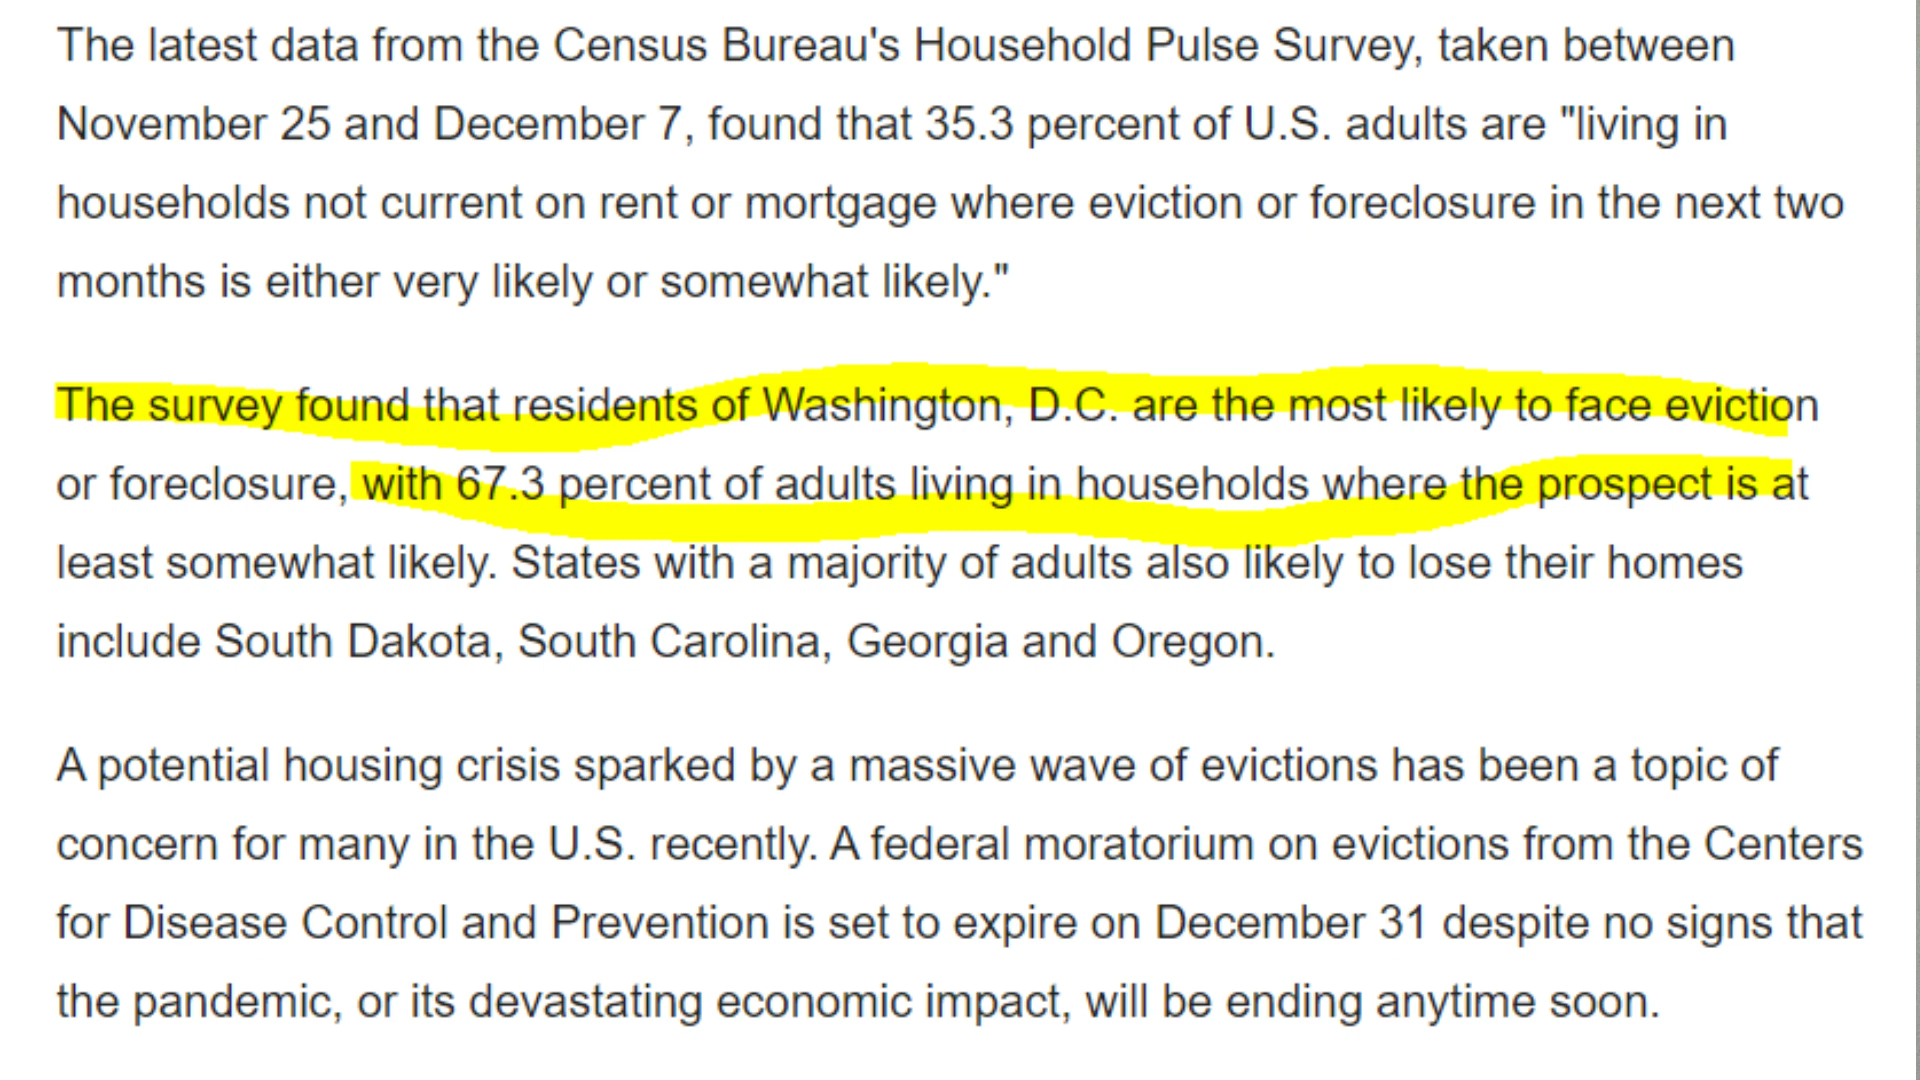 The latest data from the Census Bureau's Household Pulse Survey, taken between
November 25 and December 7, found that 35.3 percent of U.S. adults are "living in
households not current on rent or mortgage where eviction or foreclosure in the next two
months is either very likely or somewhat likely."
The survey found that residents of Washington, D.C. are the most likely to face eviction
or foreclosure, with 67.3 percent of adults living in households where the prospect is at
least somewhat likely. States with a majority of adults also likely to lose their homes
include South Dakota, South Carolina, Georgia and Oregon.
A potential housing crisis sparked by a massive wave of evictions has been a topic of
concern for many in the U.S. recently. A federal moratorium on evictions from the Centers
for Disease Control and Prevention is set to expire on December 31 despite no signs that
the pandemic, or its devastating economic impact, will be ending anytime soon.